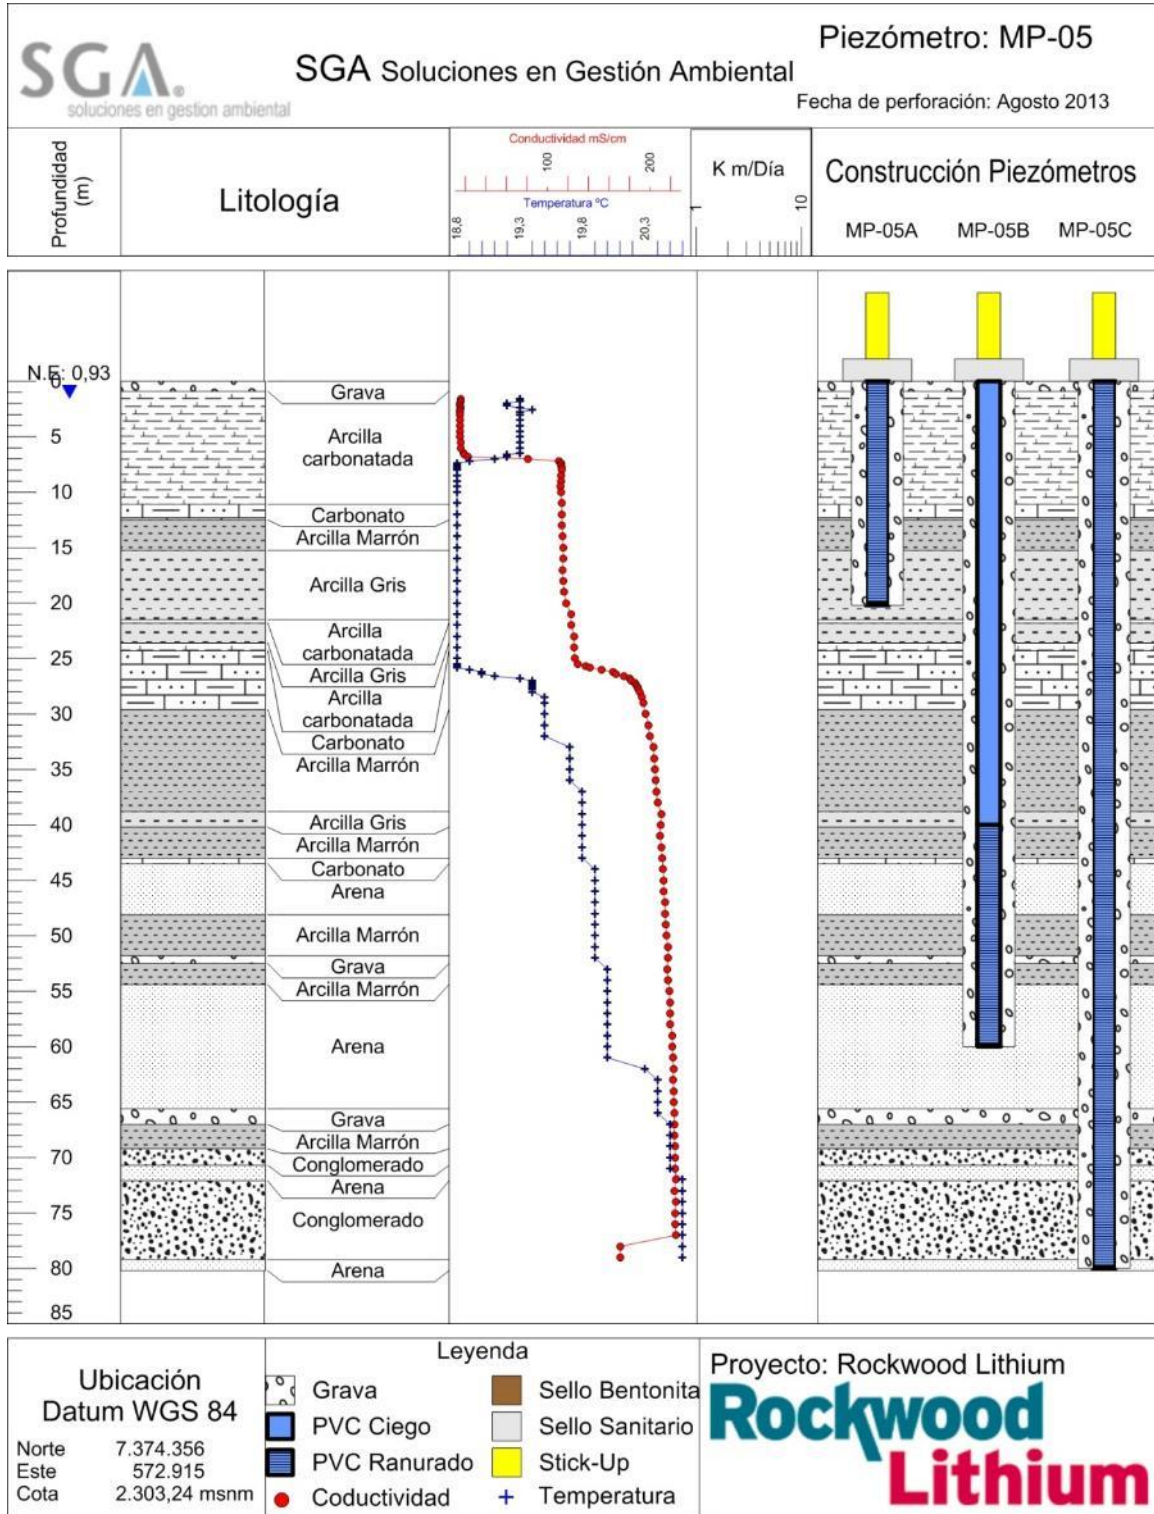 SGA®
soluciones en gestion ambiental
SGA Soluciones en Gestión Ambiental
Piezómetro: MP-05
Fecha de perforación: Agosto 2013
Profundidad
(m)
Litología
Conductividad mS/cm
100
200
Temperatura ºC
18,8
19,3
19,8
20,3
K m/Día
1
10
Construcción Piezómetros
MP-05A
MP-05B
MP-05C
N.E: 0,93
0
5
10
15
20
25
30
35
40
45
50
55
60
65
70
75
80
85
Grava
Arcilla
carbonatada
Carbonato
Arcilla Marrón
Arcilla Gris
Arcilla
carbonatada
Arcilla Gris
Arcilla
carbonatada
Carbonato
Arcilla Marrón
Arcilla Gris
Arcilla Marrón
Carbonato
Arena
Arcilla Marrón
Grava
Arcilla Marrón
Arena
Grava
Arcilla Marrón
Conglomerado
Arena
Conglomerado
Arena
Ubicación
Datum WGS 84
Norte 7.374.356
Este 572.915
Cota 2.303,24 msnm
Leyenda
Grava
PVC Ciego
PVC Ranurado
Coductividad
Sello Bentonita
Sello Sanitario
Stick-Up
Temperatura
Proyecto: Rockwood Lithium
Rockwood
Lithium